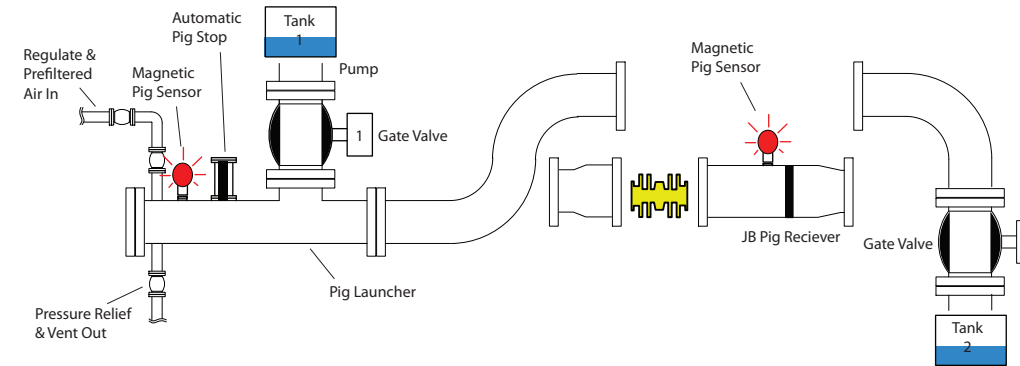 Automatic
Pig Stop
Tank
1
Regulate &
Prefiltered
Air In
Magnetic
Pig Sensor
Pump
1
Gate Valve
Magnetic
Pig Sensor
JB Pig Reciever
Gate Valve
Pig Launcher
Pressure Relief
& Vent Out
Tank
2